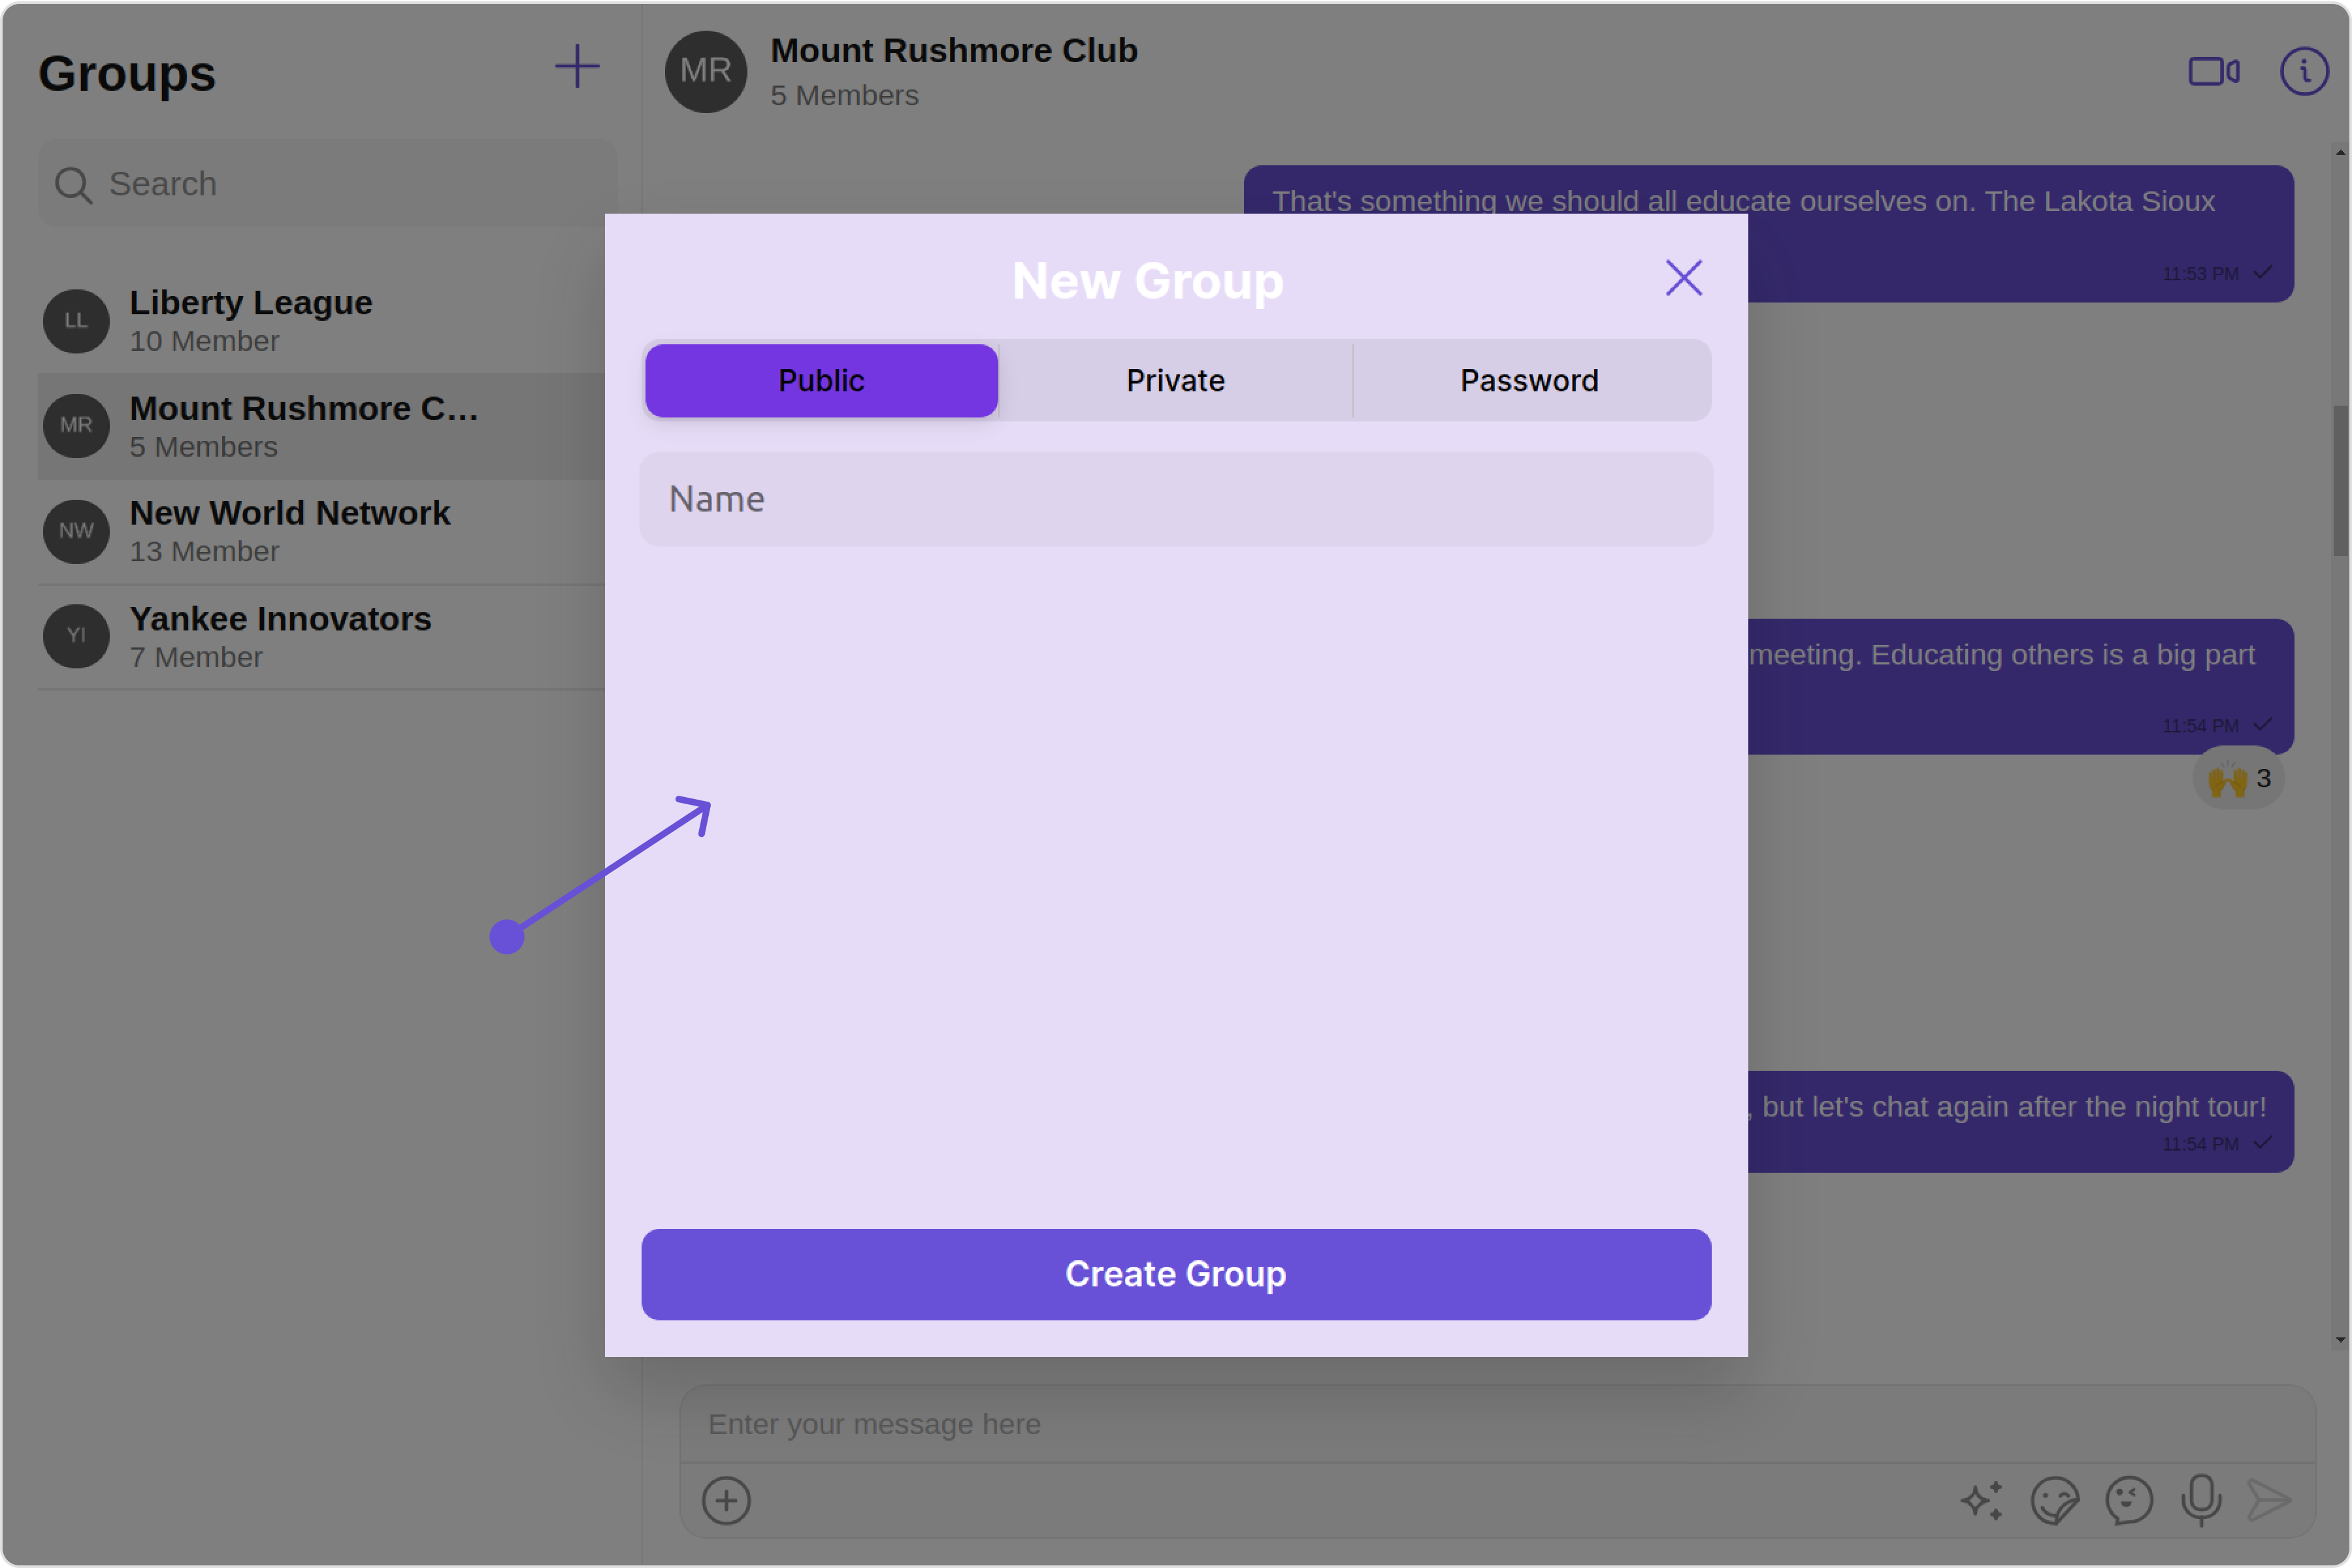 Groups
Search
LL
Liberty League
10 Member
MR
Mount Rushmore C...
5 Members
NW
New World Network
13 Member
YI
Yankee Innovators
7 Member
MR
Mount Rushmore Club
5 Members
That's something we should all educate ourselves on. The Lakota Sioux
11:53 PM
meeting. Educating others is a big part
11:54 PM
3
, but let's chat again after the night tour!
11:54 PM
Enter your message here
New Group
Public
Private
Password
Name
Create Group